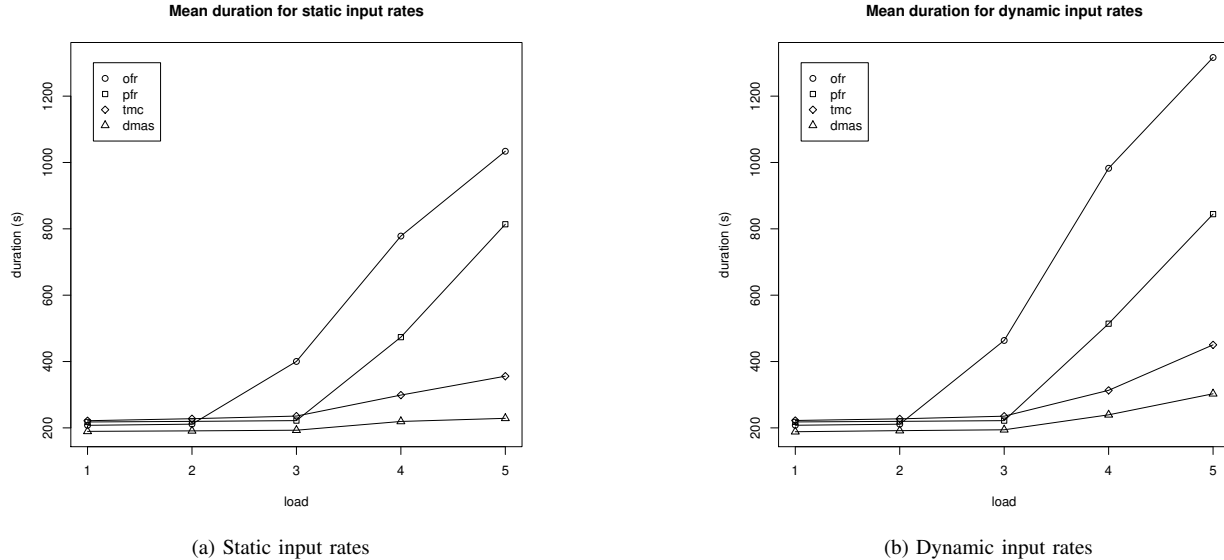 Mean duration for static input rates
ofr
pfr
tmc
dmas
duration (s)
200
400
600
800
1000
1200
1 2 3 4 5
load
(a) Static input rates
Mean duration for dynamic input rates
ofr
pfr
tmc
dmas
duration (s)
200
400
600
800
1000
1200
1 2 3 4 5
load
(b) Dynamic input rates